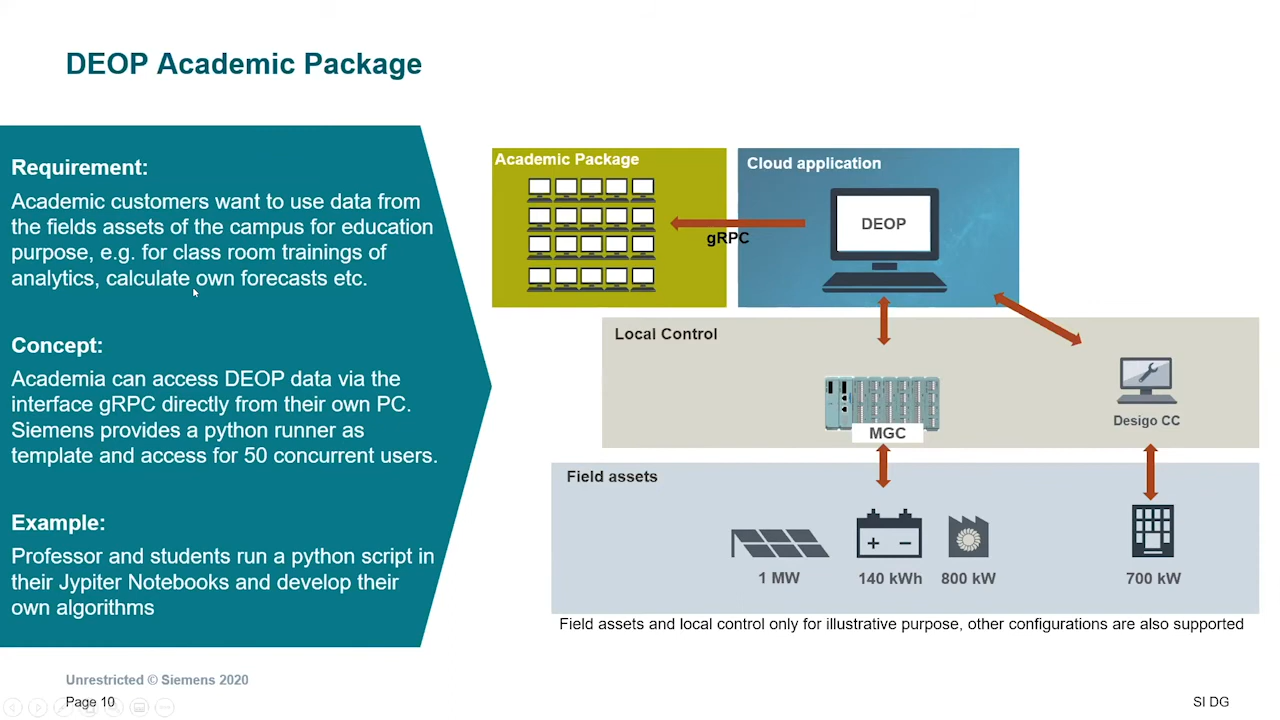 DEOP Academic Package
Requirement:
Academic customers want to use data from
the fields assets of the campus for education
purpose, e.g. for class room trainings of
analytics, calculate own forecasts etc.
Concept:
Academia can access DEOP data via the
interface gRPC directly from their own PC.
Siemens provides a python runner as
template and access for 50 concurrent users.
Example:
Professor and students run a python script in
their Jypiter Notebooks and develop their
own algorithms
Academic Package
Cloud application
DEOP
gRPC
Local Control
MGC
Desigo CC
Field assets
1 MW
140 kWh
800 kW
700 kW
Field assets and local control only for illustrative purpose, other configurations are also supported
Unrestricted © Siemens 2020
Page 10
SI DG